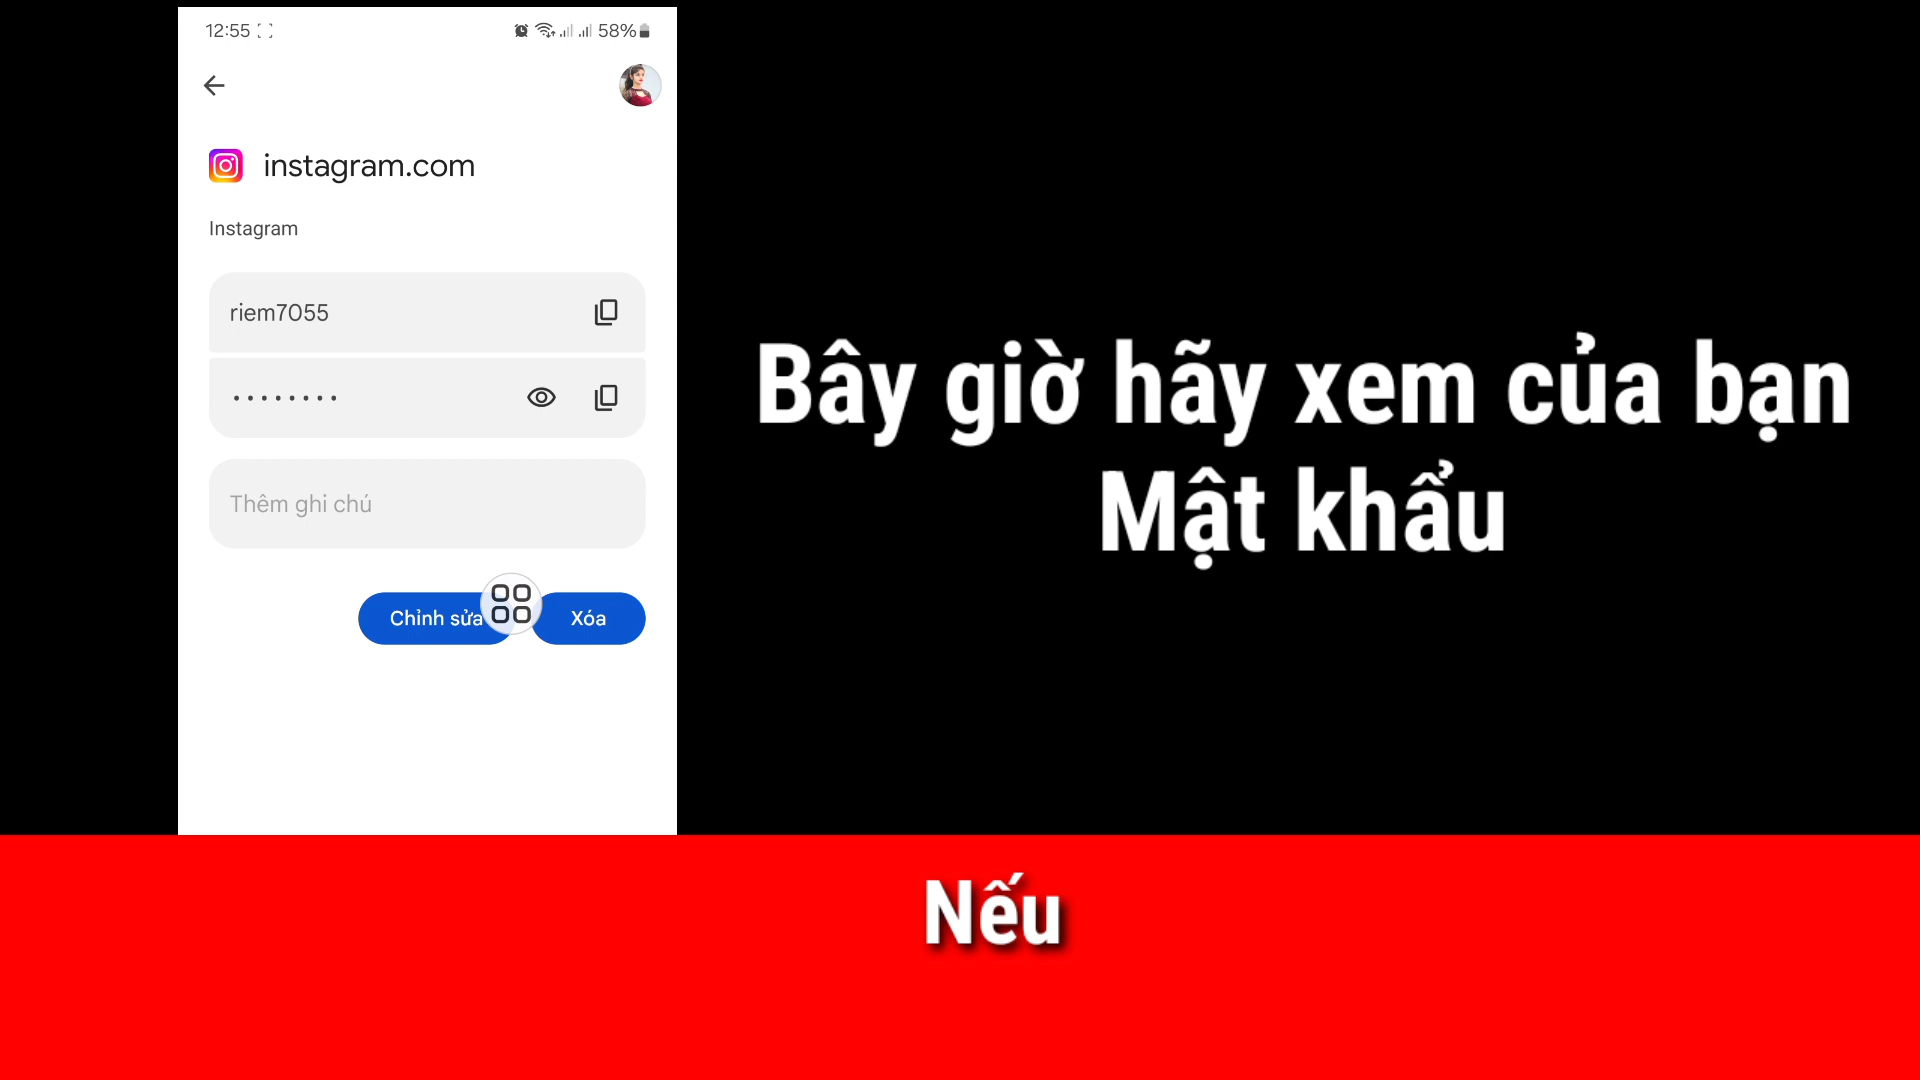 12:55
58%
instagram.com
Instagram
riem7055
••••••••
Thêm ghi chú
Chỉnh sửa
Xóa
Bây giờ hãy xem của bạn
Mật khẩu
Nếu